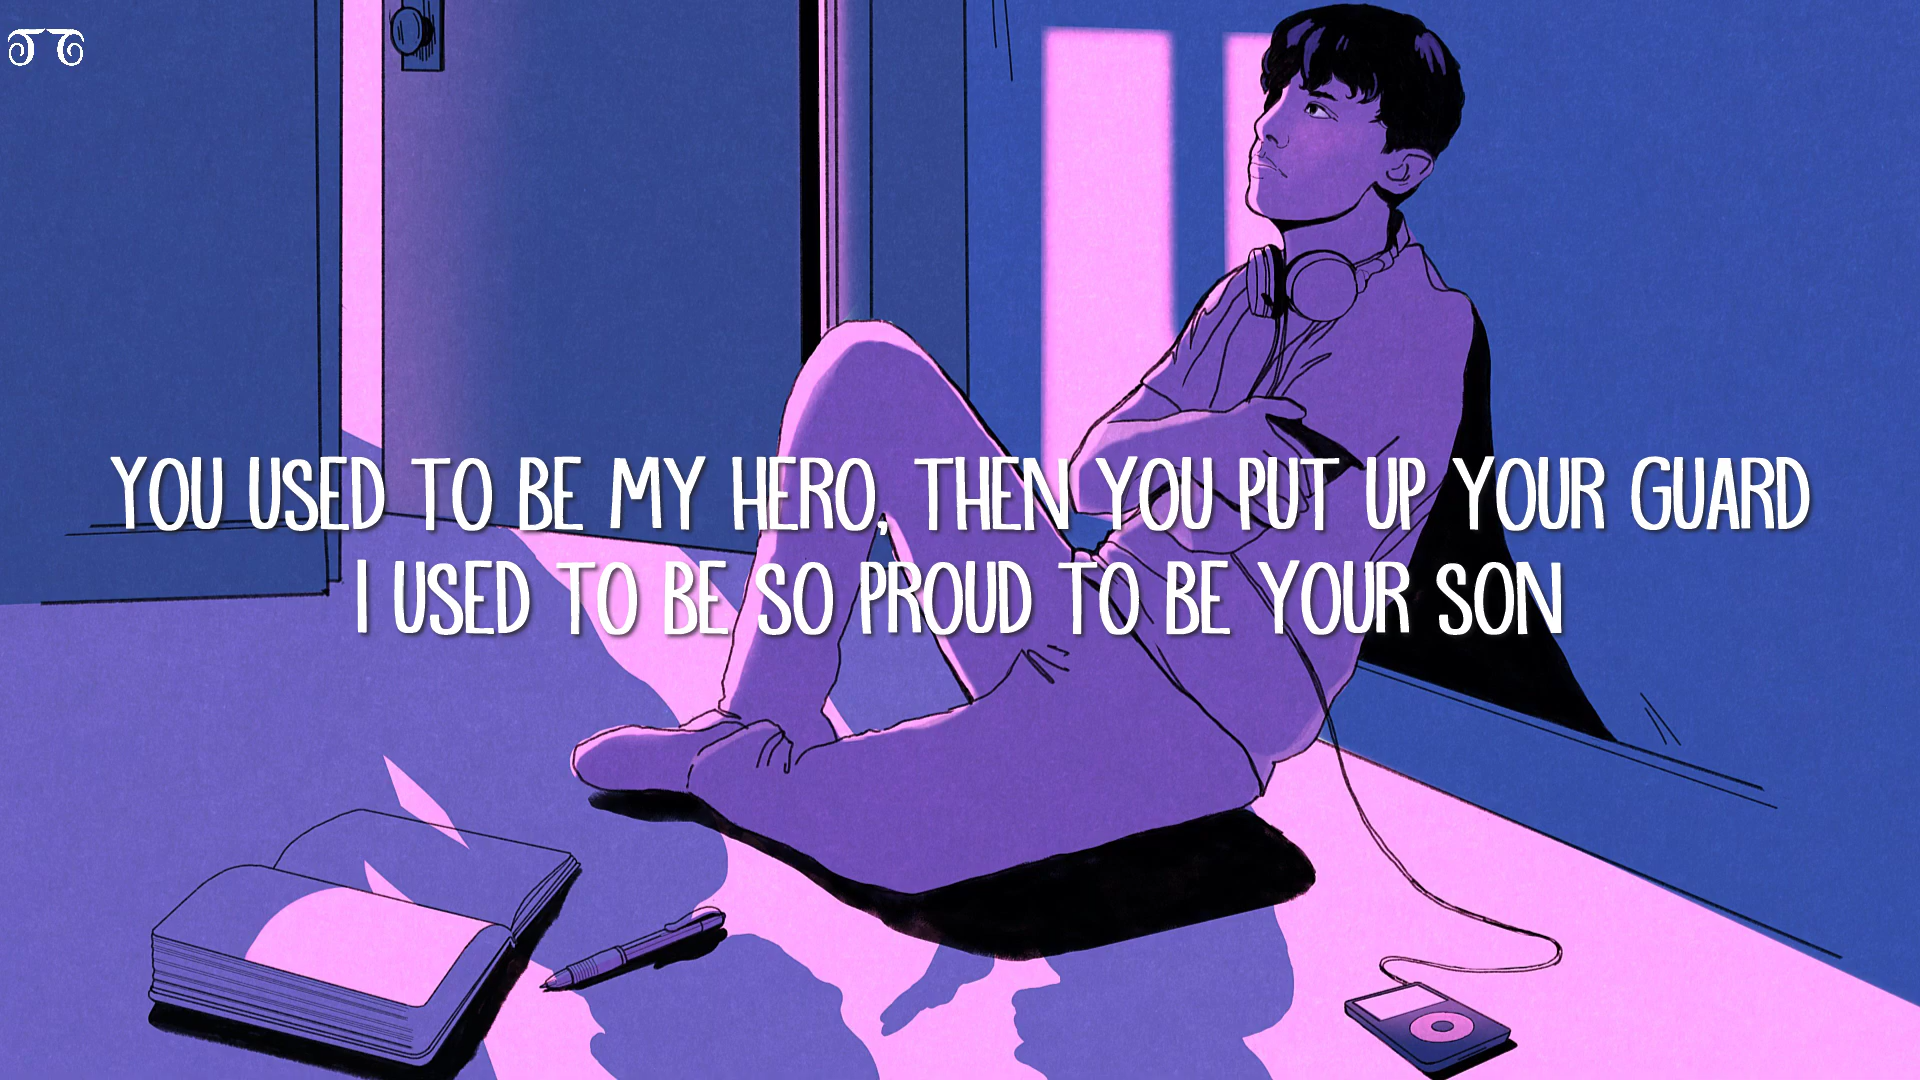 YOU USED TO BE MY HERO, THEN YOU PUT UP YOUR GUARD
I USED TO BE SO PROUD TO BE YOUR SON